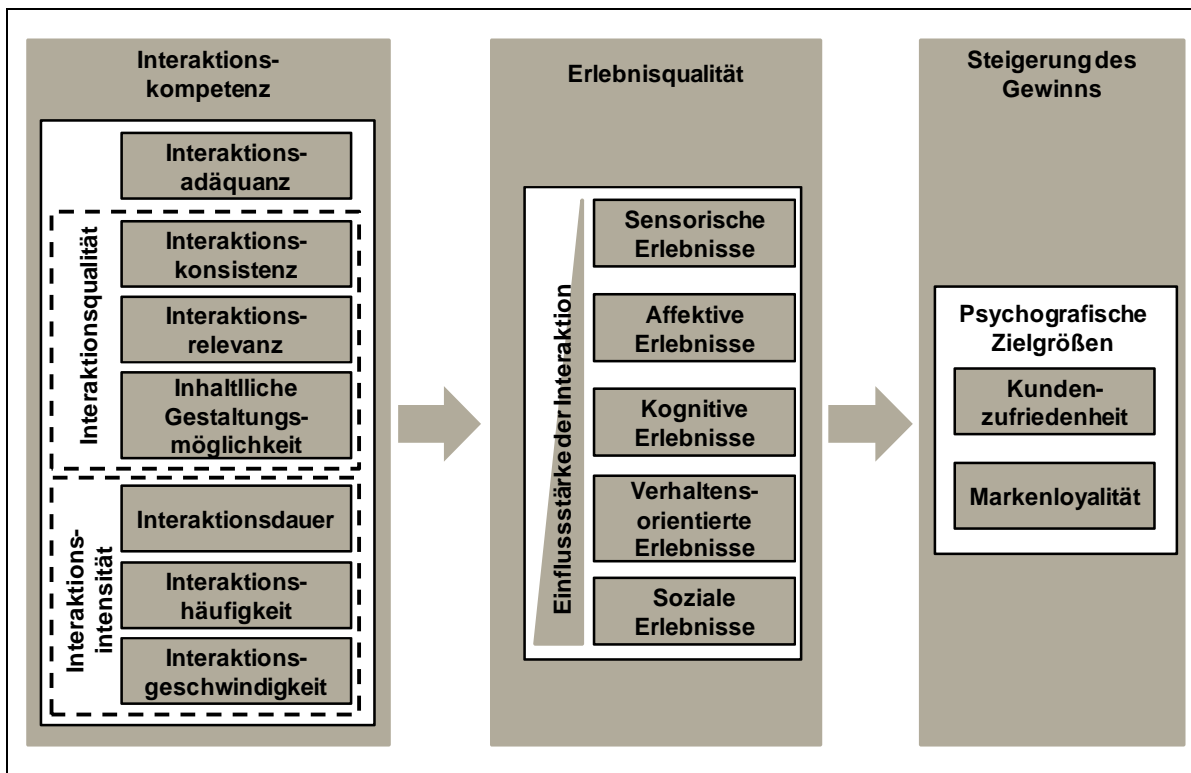 Interaktions-
kompetenz
Interaktions-
adäquanz
Interaktionsqualität
Interaktions-
konsistenz
Interaktions-
relevanz
Inhaltlliche
Gestaltungs-
möglichkeit
Interaktions-
intensität
Interaktionsdauer
Interaktions-
häufigkeit
Interaktions-
geschwindigkeit
Erlebnisqualität
Einflussstärke der Interaktion
Sensorische
Erlebnisse
Affektive
Erlebnisse
Kognitive
Erlebnisse
Verhaltens-
orientierte
Erlebnisse
Soziale
Erlebnisse
Steigerung des
Gewinns
Psychografische
Zielgrößen
Kunden-
zufriedenheit
Markenloyalität